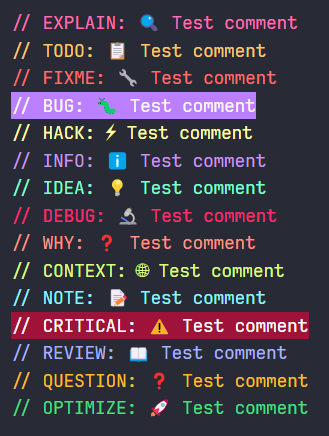 // EXPLAIN: 🔍 Test comment
// TODO: 📋 Test comment
// FIXME: 🔧 Test comment
// BUG: 🐛 Test comment
// HACK: ⚡ Test comment
// INFO: ℹ️ Test comment
// IDEA: 💡 Test comment
// DEBUG: 🔬 Test comment
// WHY: ❓ Test comment
// CONTEXT: 🌐 Test comment
// NOTE: 📝 Test comment
// CRITICAL: ⚠️ Test comment
// REVIEW: 📖 Test comment
// QUESTION: ❓ Test comment
// OPTIMIZE: 🚀 Test comment